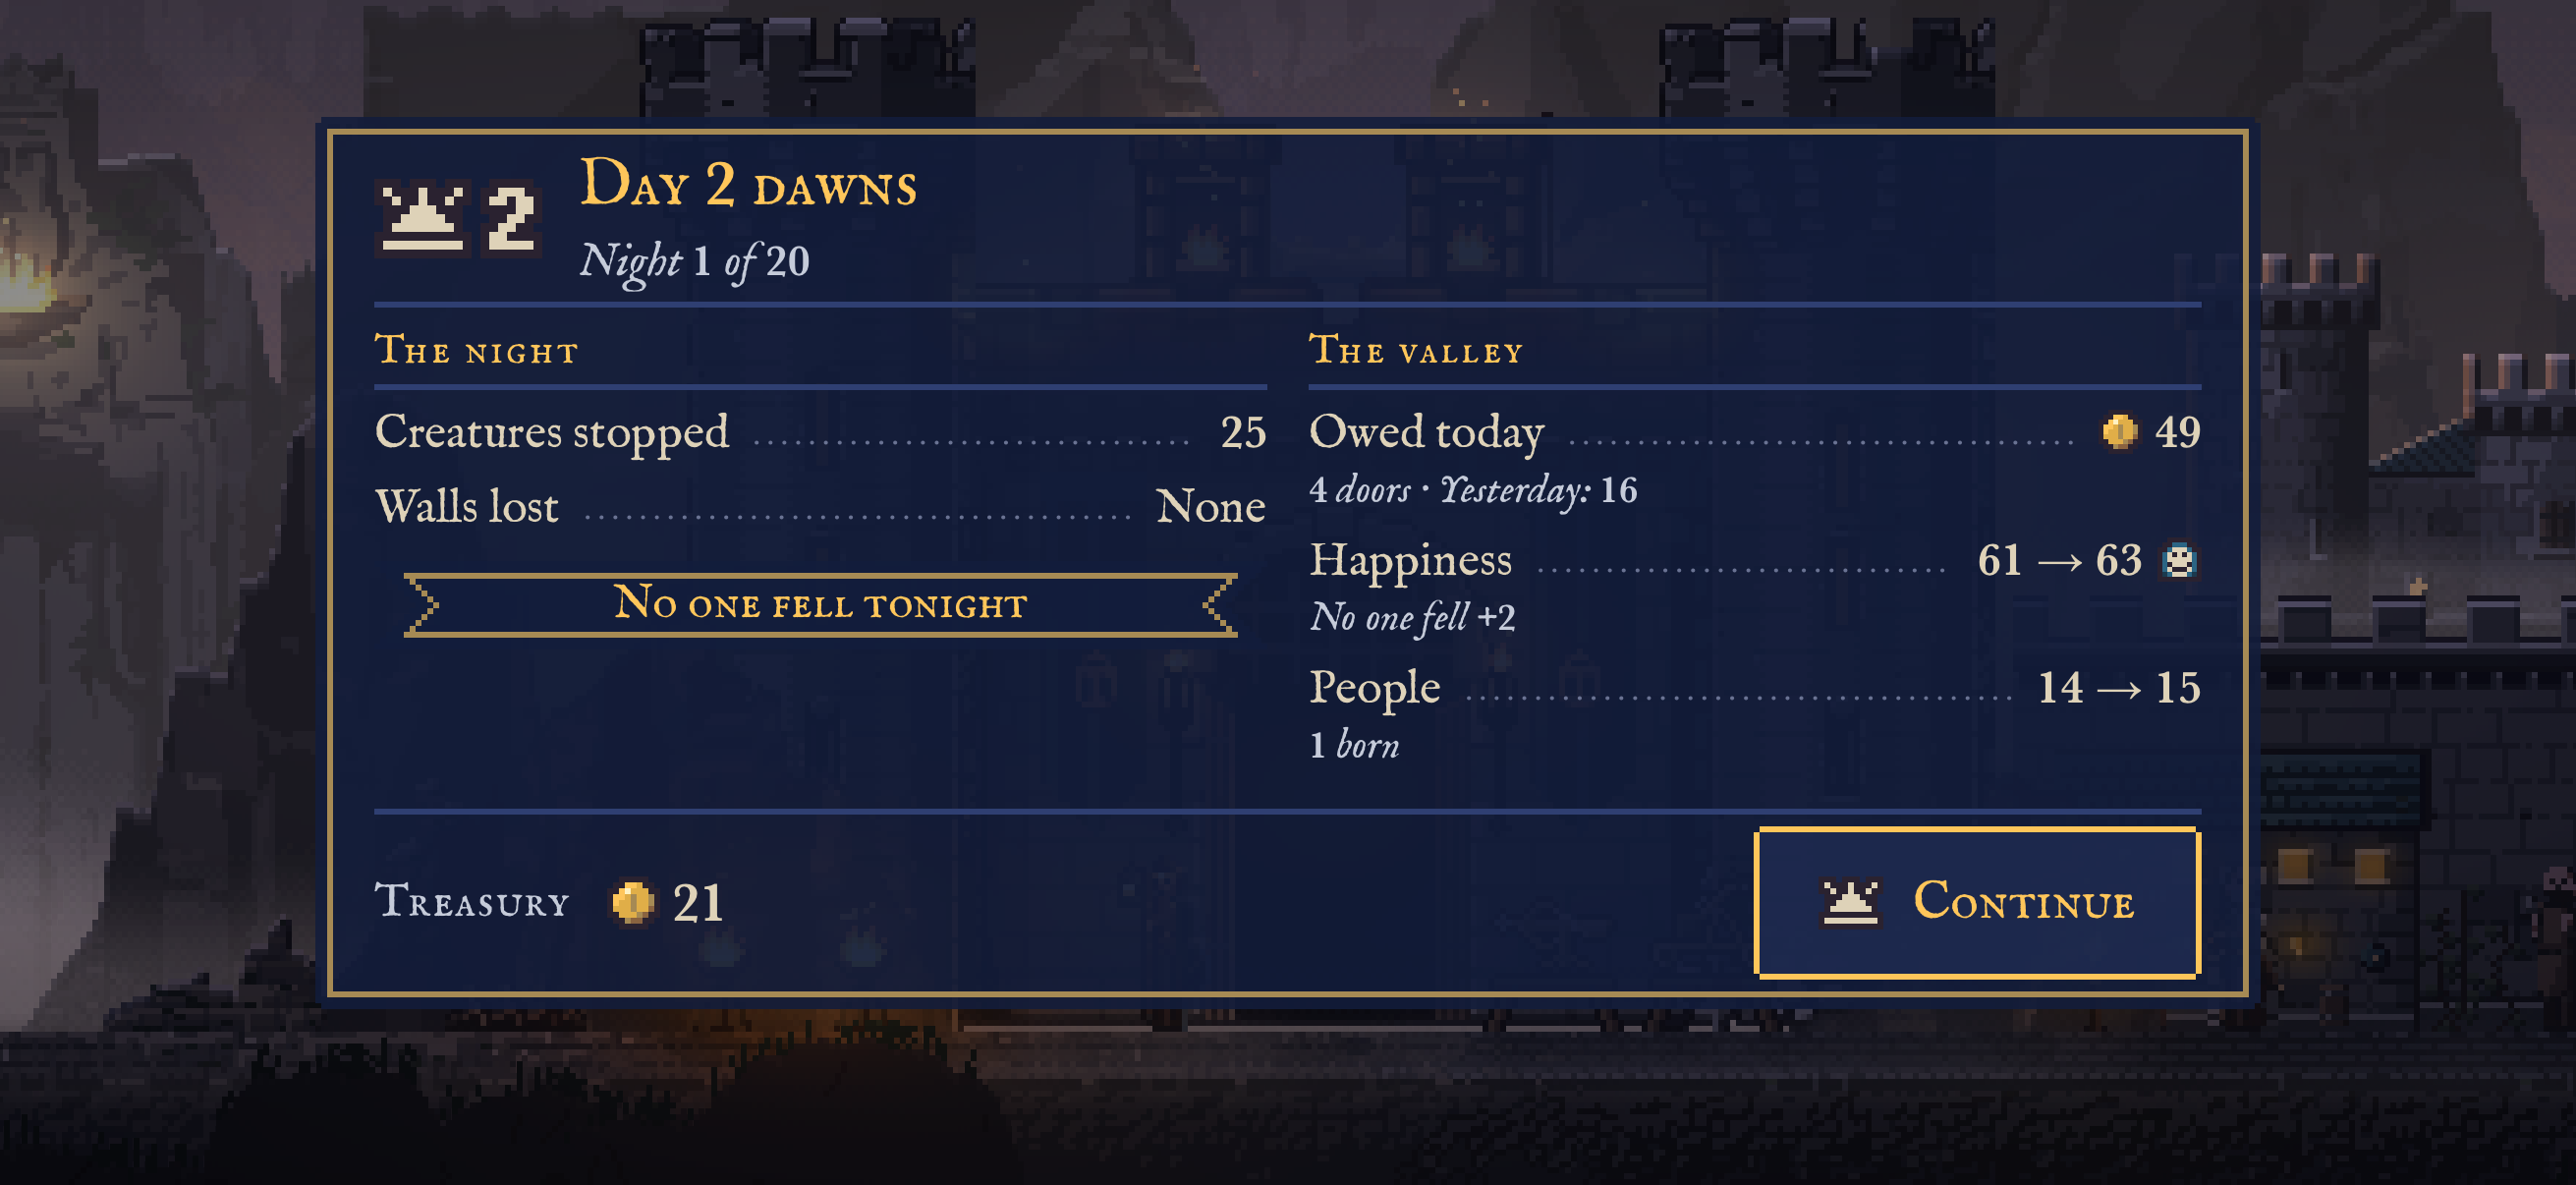 2
Day 2 dawns
Night 1 of 20
The night
Creatures stopped 25
Walls lost None
No one fell tonight
The valley
Owed today 49
4 doors · Yesterday: 16
Happiness 61 → 63
No one fell +2
People 14 → 15
1 born
Treasury 21
Continue